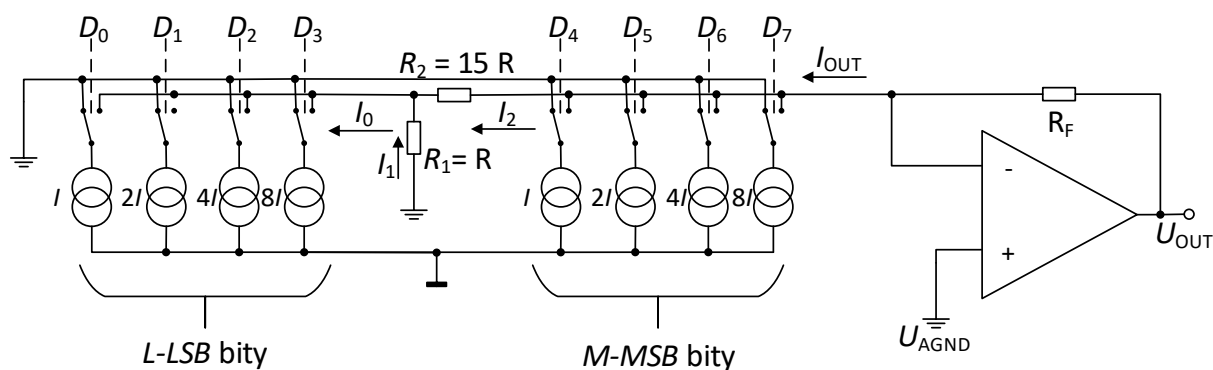 D0 D1 D2 D3 D4 D5 D6 D7
R2 = 15 R
IOUT
I0
I2
I1
R1= R
RF
I 2I 4I 8I I 2I 4I 8I
-
+
UOUT
UAGND
L-LSB bity
M-MSB bity